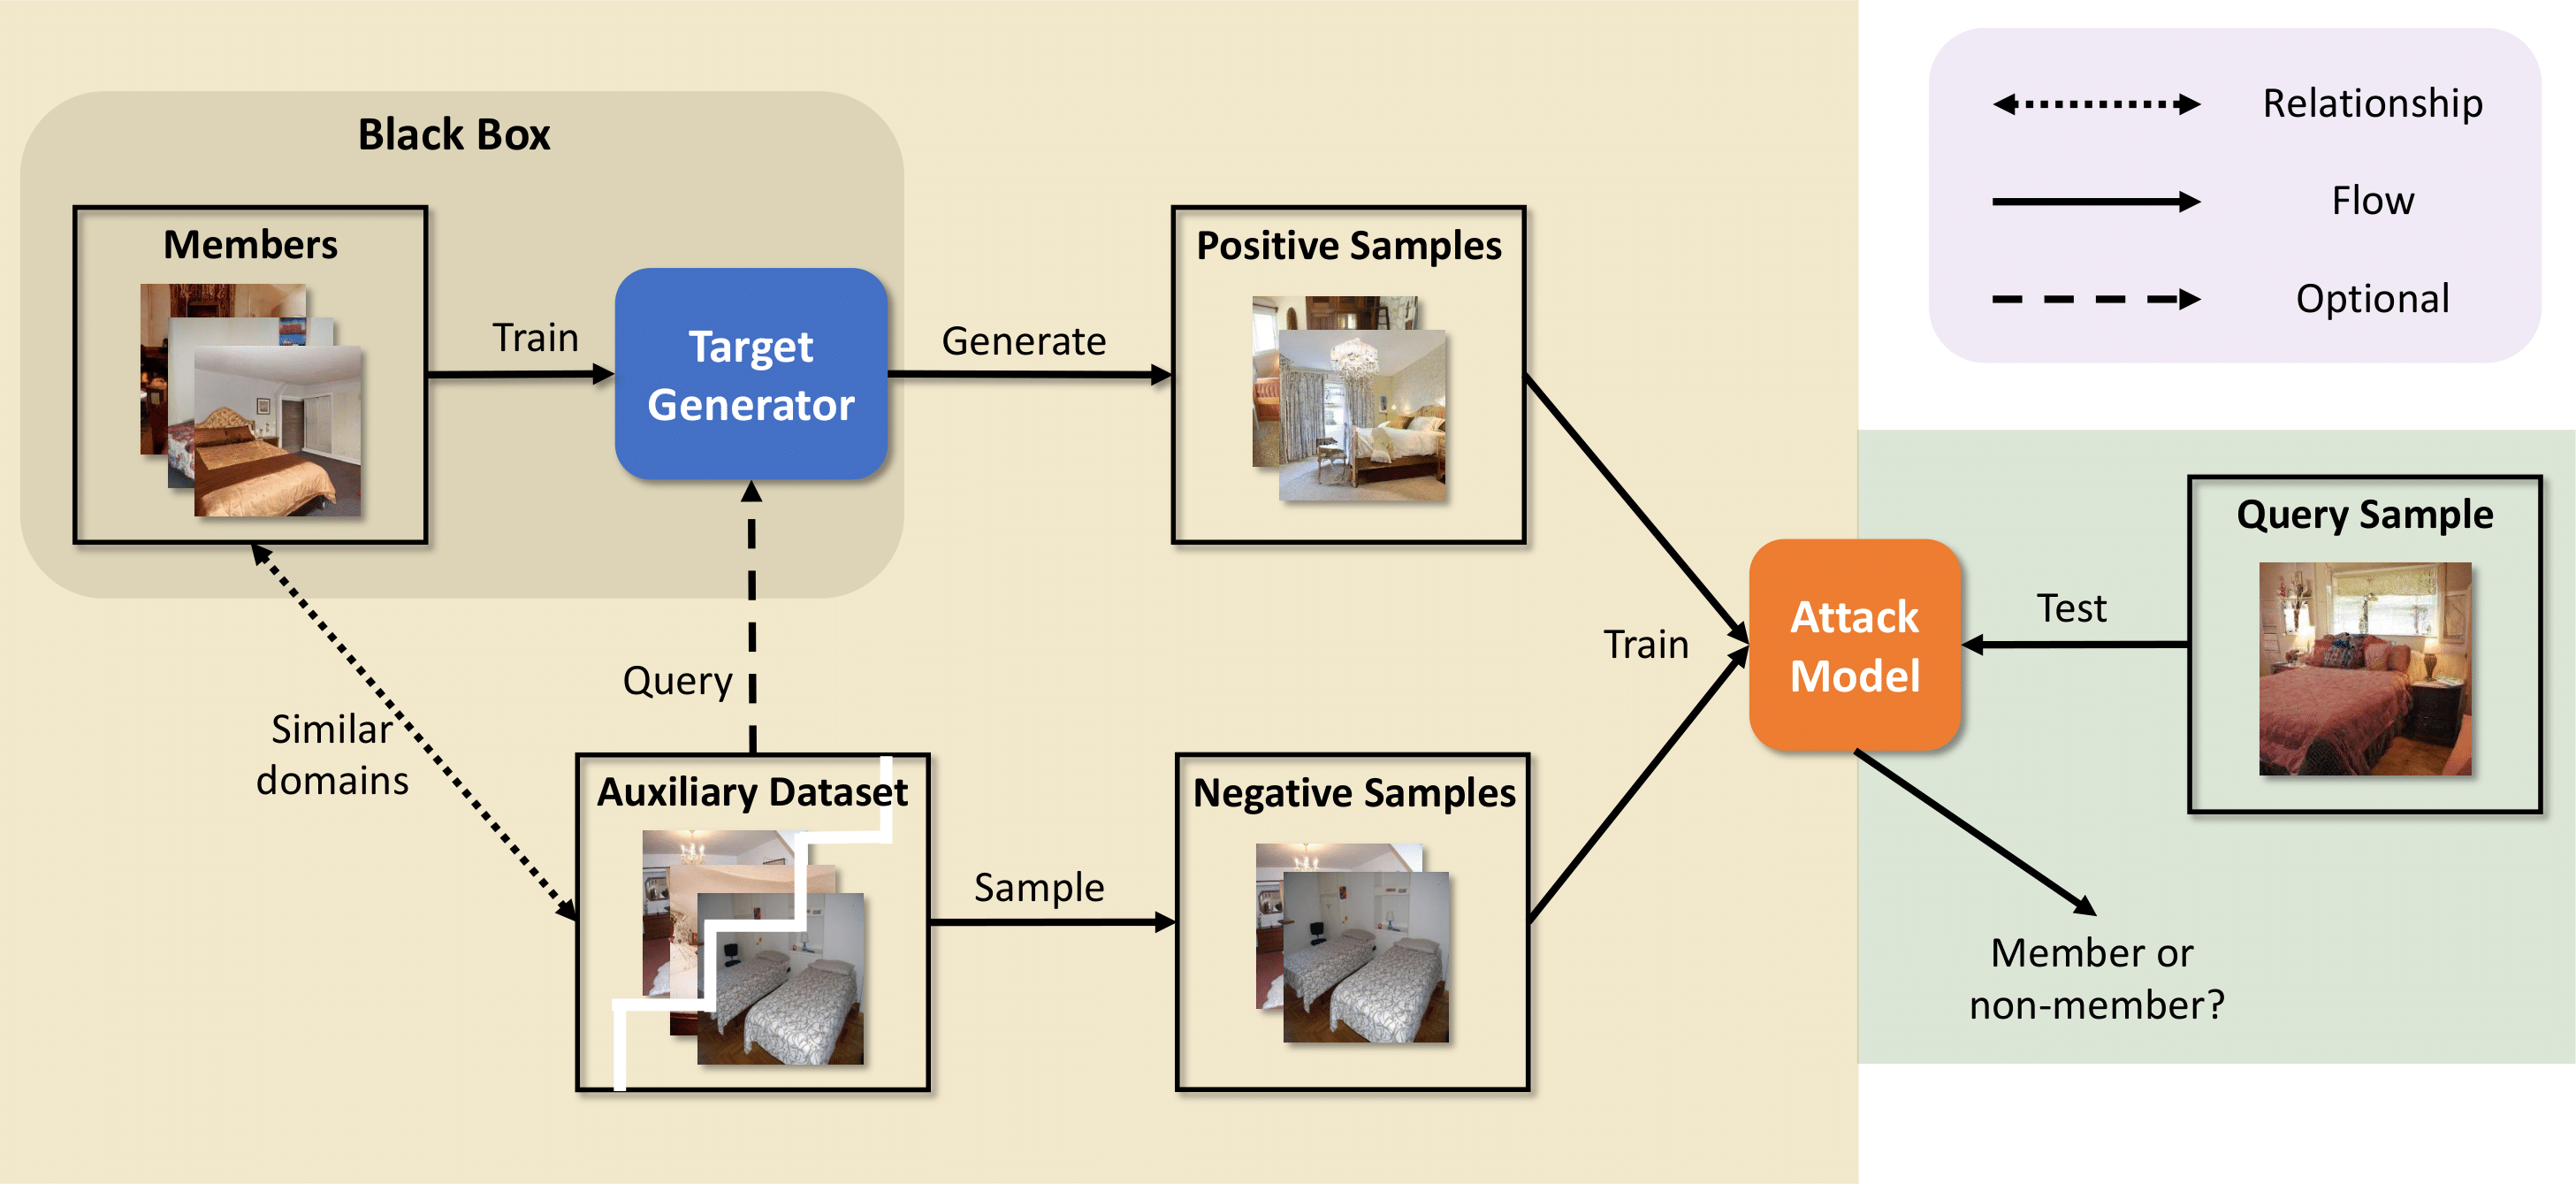 Black Box
Members
Train
Target
Generator
Generate
Positive Samples
Relationship
Flow
Optional
Similar
domains
Query
Auxiliary Dataset
Sample
Negative Samples
Train
Attack
Model
Test
Query Sample
Member or
non-member?